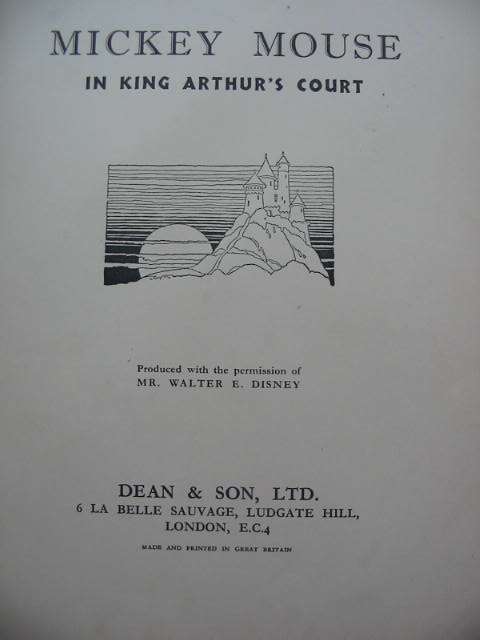 MICKEY MOUSE
IN KING ARTHUR'S COURT
Produced with the permission of
MR. WALTER E. DISNEY
DEAN & SON, LTD.
6 LA BELLE SAUVAGE, LUDGATE HILL,
LONDON, E.C.4
MADE AND PRINTED IN GREAT BRITAIN